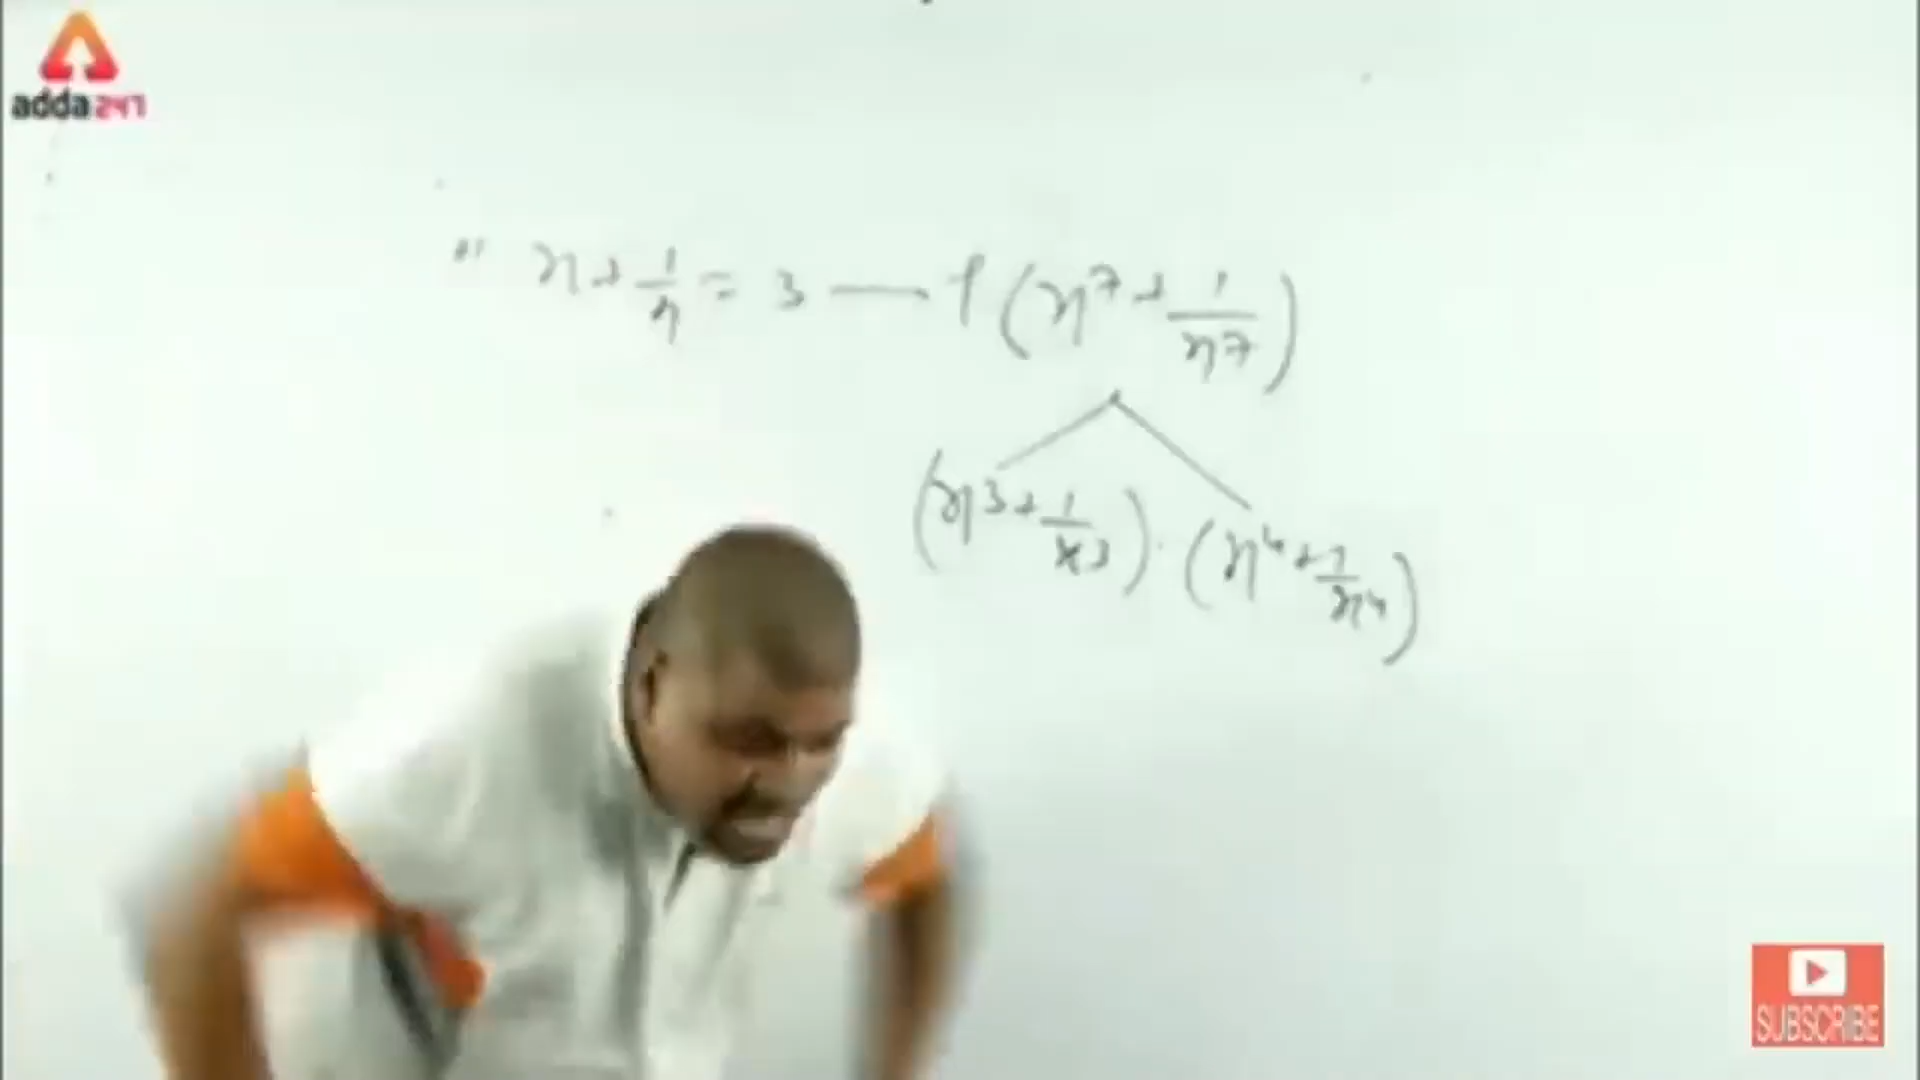 adda247
" x + 1/x = 3 — f (x⁷ + 1/x⁷)
(x³ + 1/x³) · (x⁴ + 1/x⁴)
SUBSCRIBE